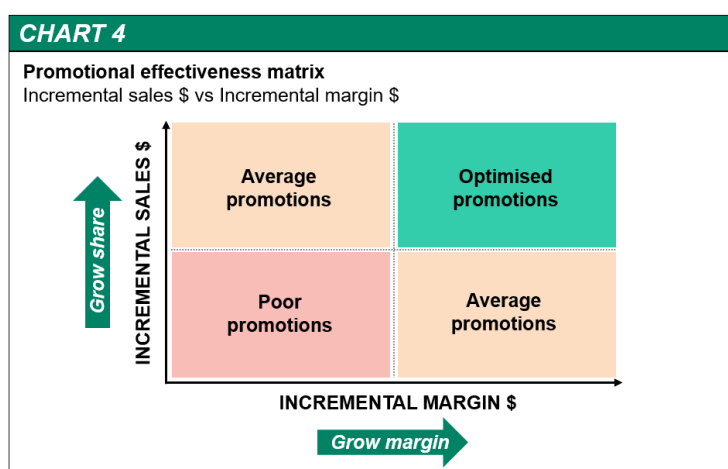 CHART 4
Promotional effectiveness matrix
Incremental sales $ vs Incremental margin $
Grow share
INCREMENTAL SALES $
Average
promotions
Optimised
promotions
Poor
promotions
Average
promotions
INCREMENTAL MARGIN $
Grow margin